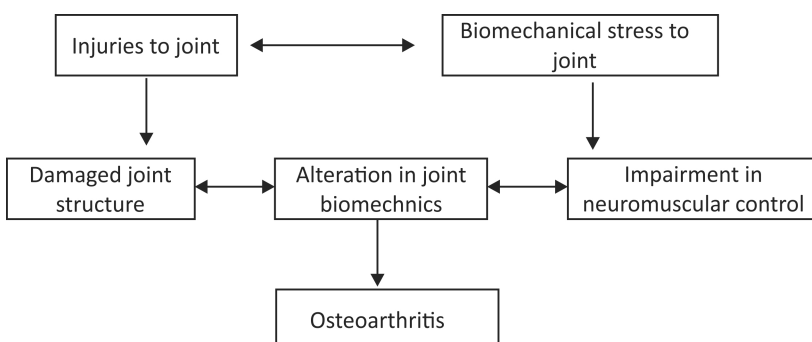 Injuries to joint
Biomechanical stress to
joint
Damaged joint
structure
Alteration in joint
biomechnics
Impairment in
neuromuscular control
Osteoarthritis